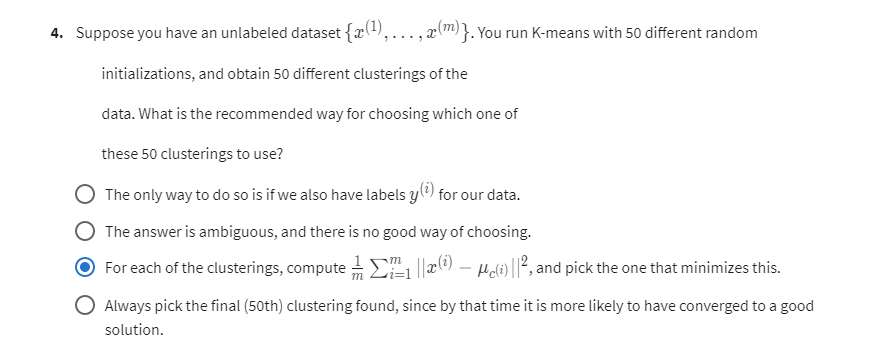 4. Suppose you have an unlabeled dataset {x⁽¹⁾, . . . , x⁽ᵐ⁾}. You run K-means with 50 different random
initializations, and obtain 50 different clusterings of the
data. What is the recommended way for choosing which one of
these 50 clusterings to use?
The only way to do so is if we also have labels y⁽ⁱ⁾ for our data.
The answer is ambiguous, and there is no good way of choosing.
For each of the clusterings, compute \frac{1}{m} \sum_{i=1}^{m} ||x^{(i)} − μ_{c^{(i)}}||^2, and pick the one that minimizes this.
Always pick the final (50th) clustering found, since by that time it is more likely to have converged to a good
solution.